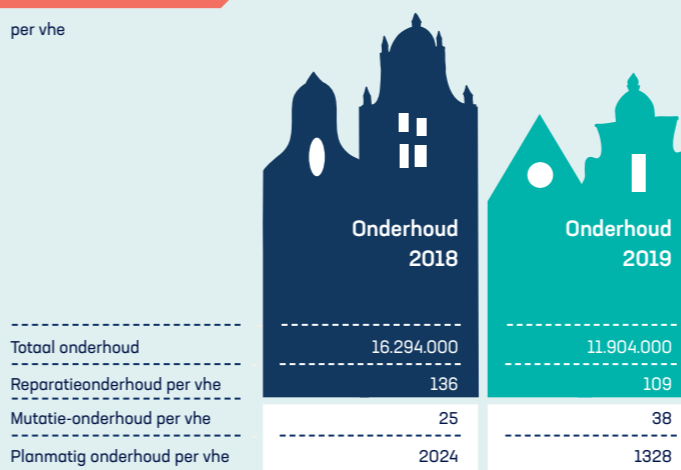 per vhe
Onderhoud 2018 Onderhoud 2019
Totaal onderhoud 16.294.000 11.904.000
Reparatieonderhoud per vhe 136 109
Mutatie-onderhoud per vhe 25 38
Planmatig onderhoud per vhe 2024 1328